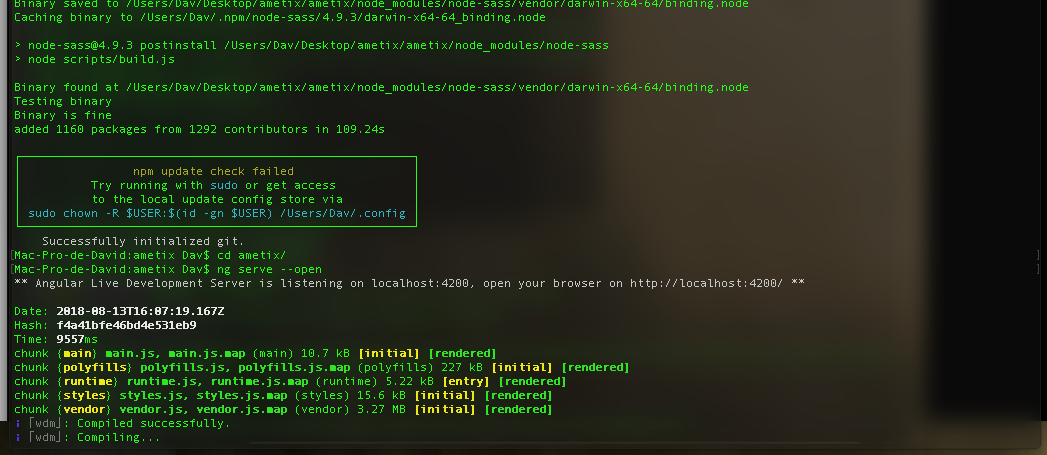 Binary saved to /Users/Dav/Desktop/ametix/ametix/node_modules/node-sass/vendor/darwin-x64-64/binding.node
Caching binary to /Users/Dav/.npm/node-sass/4.9.3/darwin-x64-64_binding.node
> node-sass@4.9.3 postinstall /Users/Dav/Desktop/ametix/ametix/node_modules/node-sass
> node scripts/build.js
Binary found at /Users/Dav/Desktop/ametix/ametix/node_modules/node-sass/vendor/darwin-x64-64/binding.node
Testing binary
Binary is fine
added 1160 packages from 1292 contributors in 109.24s
npm update check failed
Try running with sudo or get access
to the local update config store via
sudo chown -R $USER:$(id -gn $USER) /Users/Dav/.config
Successfully initialized git.
[Mac-Pro-de-David:ametix Dav$ cd ametix/ ]
[Mac-Pro-de-David:ametix Dav$ ng serve --open ]
** Angular Live Development Server is listening on localhost:4200, open your browser on http://localhost:4200/ **
Date: 2018-08-13T16:07:19.167Z
Hash: f4a41bfe46bd4e531eb9
Time: 9557ms
chunk {main} main.js, main.js.map (main) 10.7 kB [initial] [rendered]
chunk {polyfills} polyfills.js, polyfills.js.map (polyfills) 227 kB [initial] [rendered]
chunk {runtime} runtime.js, runtime.js.map (runtime) 5.22 kB [entry] [rendered]
chunk {styles} styles.js, styles.js.map (styles) 15.6 kB [initial] [rendered]
chunk {vendor} vendor.js, vendor.js.map (vendor) 3.27 MB [initial] [rendered]
i ｢wdm｣: Compiled successfully.
i ｢wdm｣: Compiling...